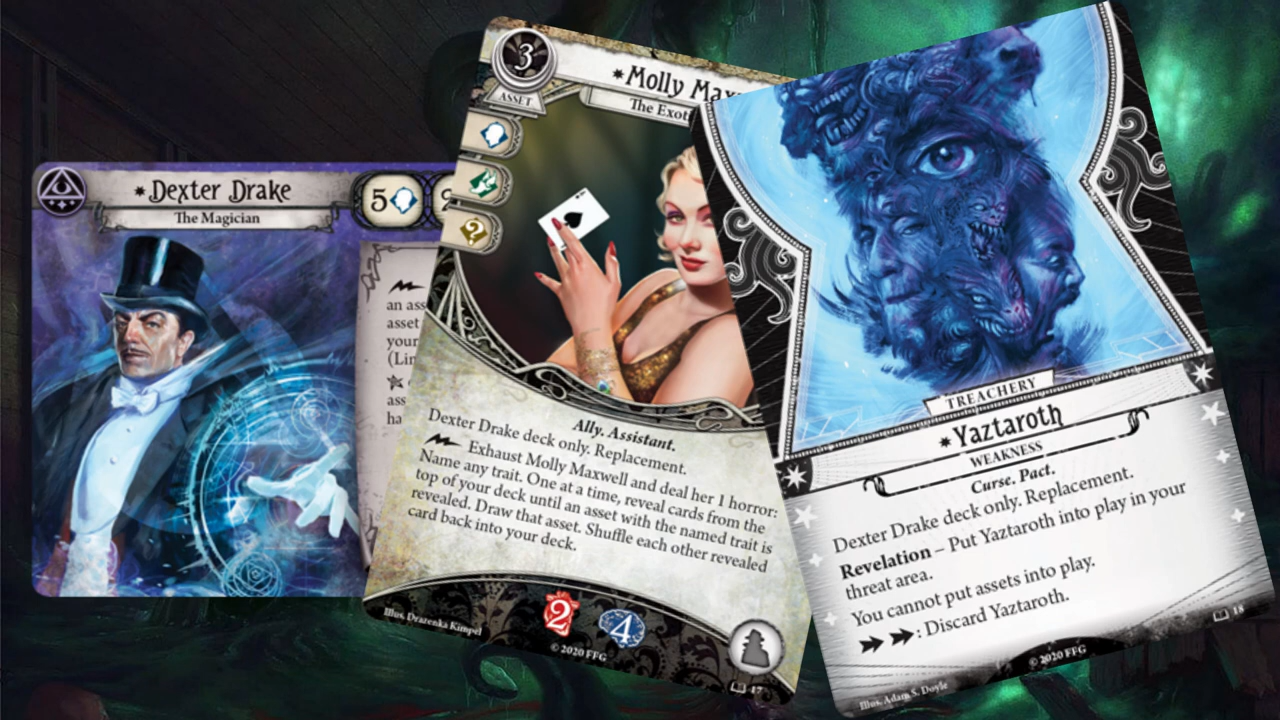 Dexter Drake
The Magician
5
an ass
asset
your
(Lin
ass
ha
3
ASSET
Molly Max
The Exot
Ally. Assistant.
Dexter Drake deck only. Replacement.
Exhaust Molly Maxwell and deal her 1 horror:
Name any trait. One at a time, reveal cards from the
top of your deck until an asset with the named trait is
revealed. Draw that asset. Shuffle each other revealed
card back into your deck.
2
4
Illus. Drazenka Kimpel
© 2020 FFG
17
TREACHERY
Yaztaroth
WEAKNESS
Curse. Pact.
Dexter Drake deck only. Replacement.
Revelation – Put Yaztaroth into play in your
threat area.
You cannot put assets into play.
: Discard Yaztaroth.
Illus. Adam S. Doyle
© 2020 FFG
18